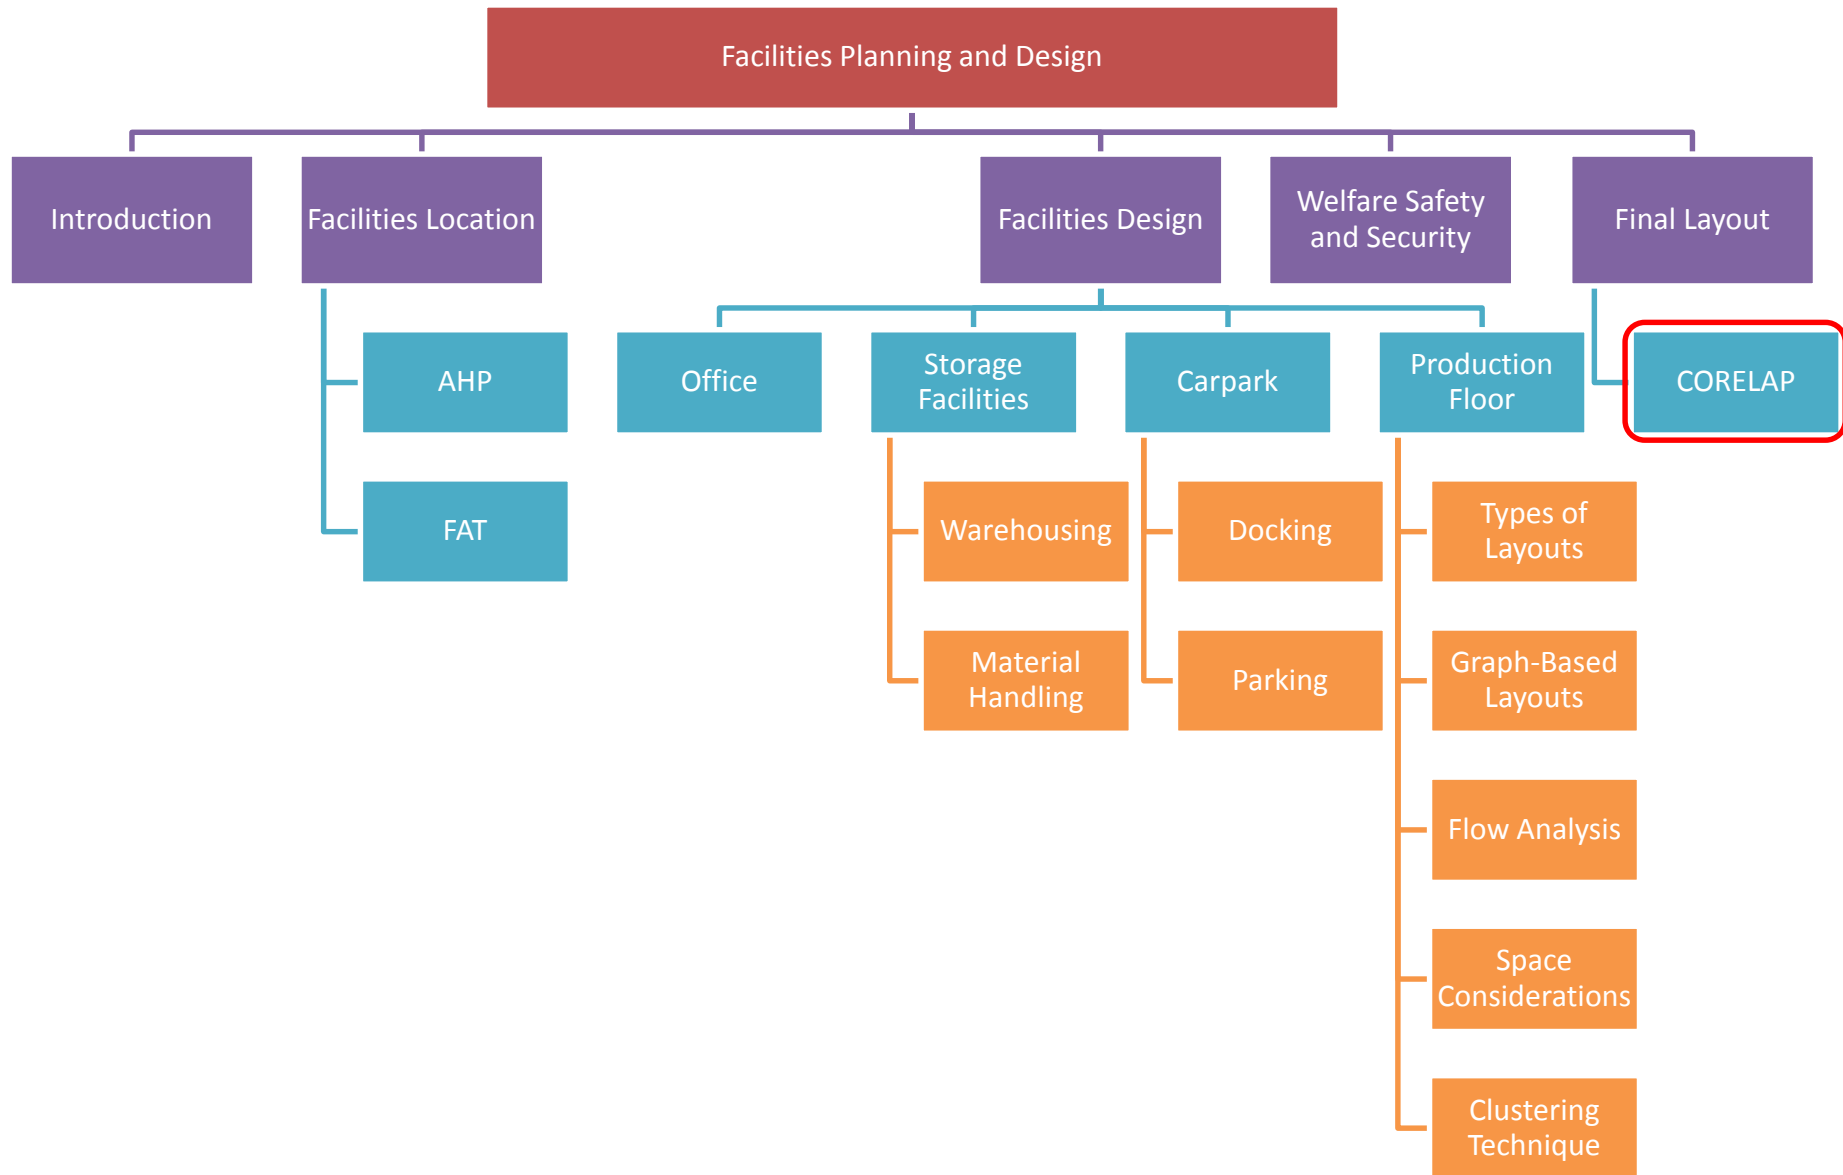 Facilities Planning and Design
Introduction
Facilities Location
Facilities Design
Welfare Safety
and Security
Final Layout
AHP
Office
Storage
Facilities
Carpark
Production
Floor
CORELAP
FAT
Warehousing
Docking
Types of
Layouts
Material
Handling
Parking
Graph-Based
Layouts
Flow Analysis
Space
Considerations
Clustering
Technique